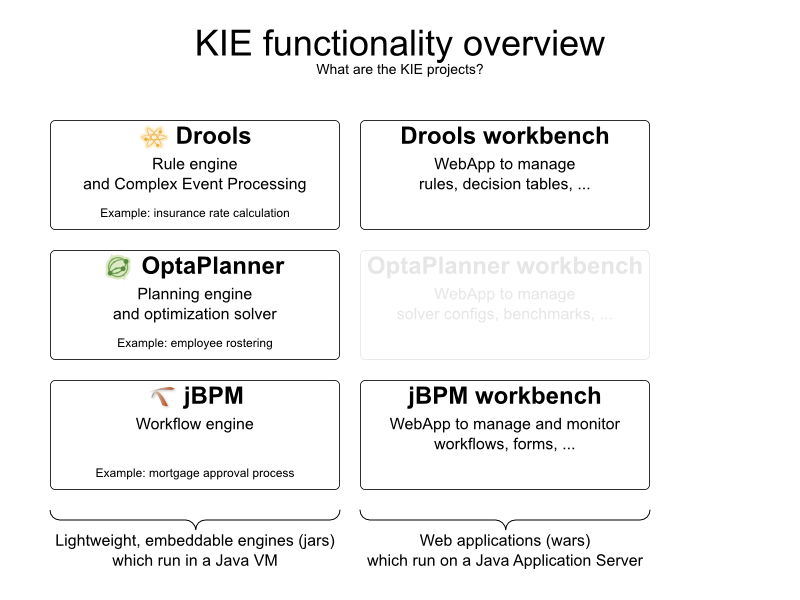 KIE functionality overview
What are the KIE projects?
Drools
Rule engine
and Complex Event Processing
Example: insurance rate calculation
Drools workbench
WebApp to manage
rules, decision tables, ...
OptaPlanner
Planning engine
and optimization solver
Example: employee rostering
OptaPlanner workbench
WebApp to manage
solver configs, benchmarks, ...
jBPM
Workflow engine
Example: mortgage approval process
jBPM workbench
WebApp to manage and monitor
workflows, forms, ...
Lightweight, embeddable engines (jars)
which run in a Java VM
Web applications (wars)
which run on a Java Application Server